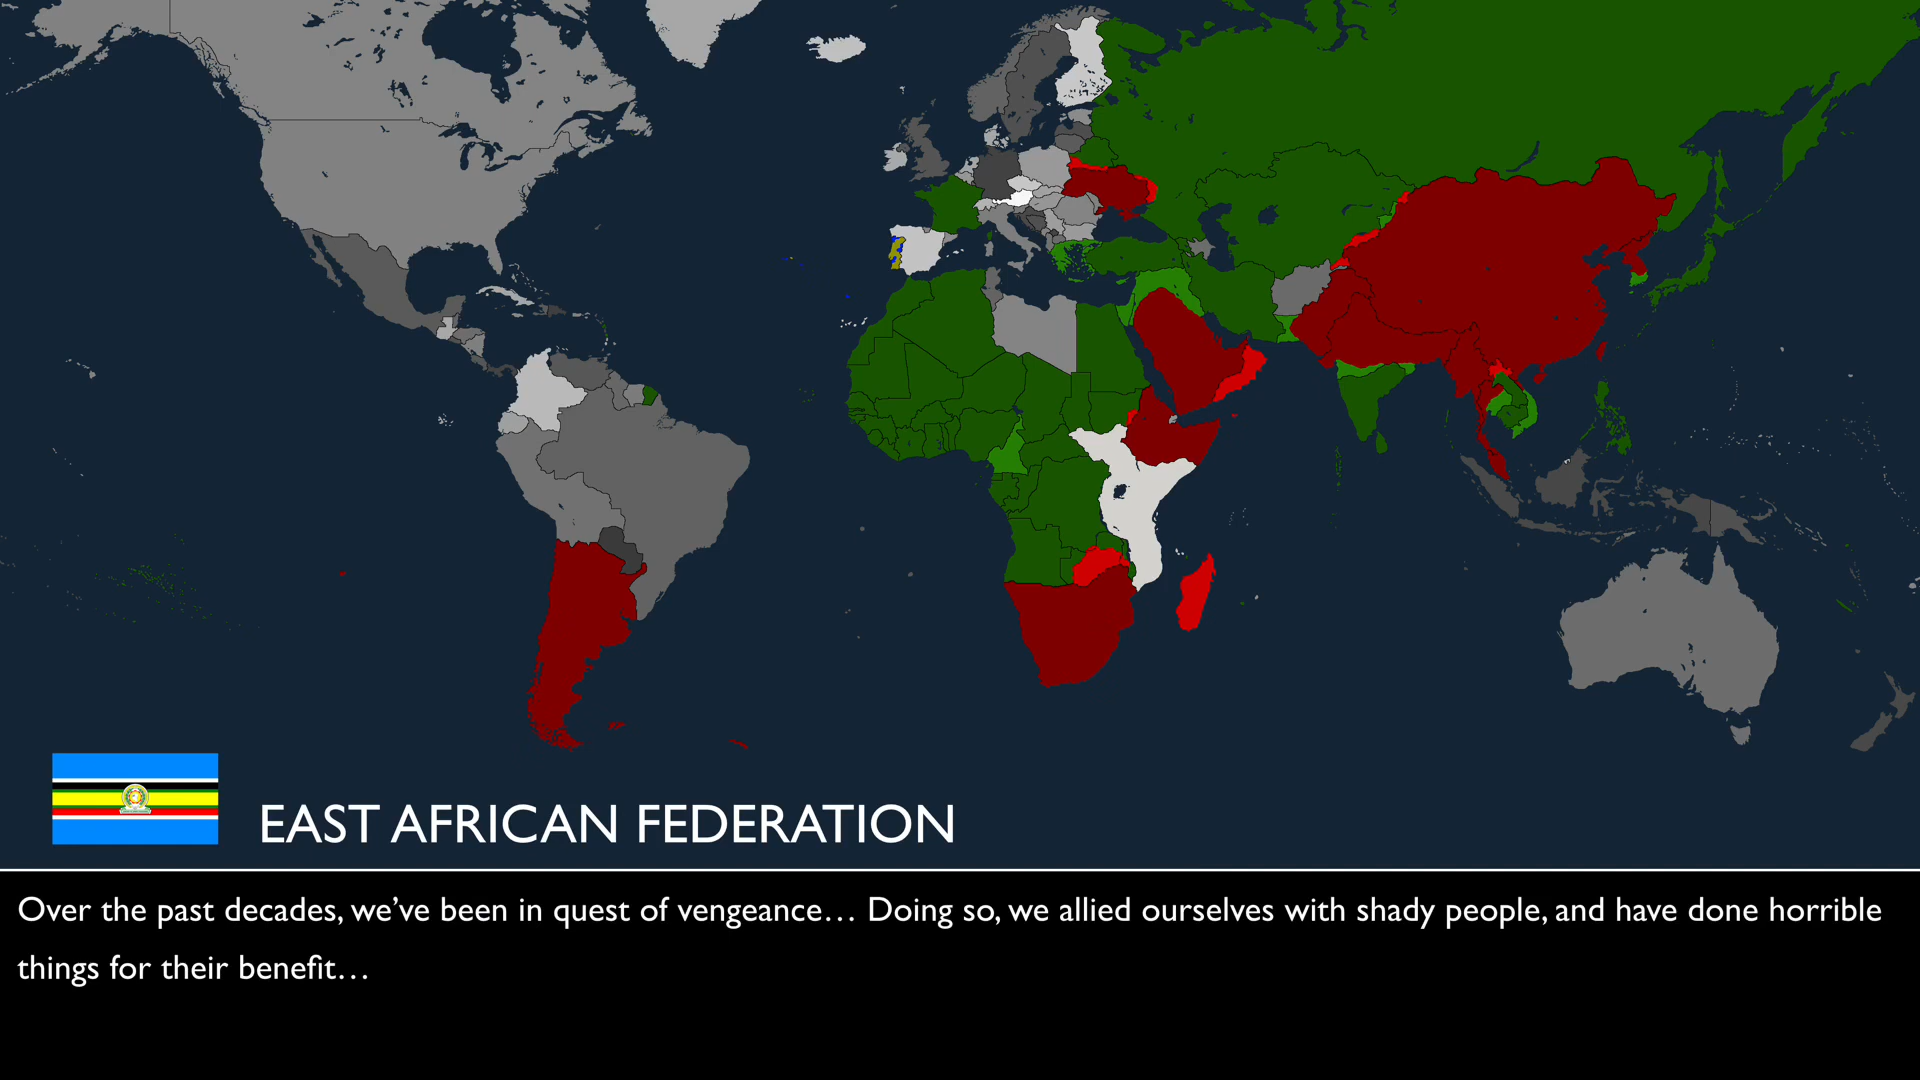 EAST AFRICAN FEDERATION
Over the past decades, we’ve been in quest of vengeance… Doing so, we allied ourselves with shady people, and have done horrible
things for their benefit…